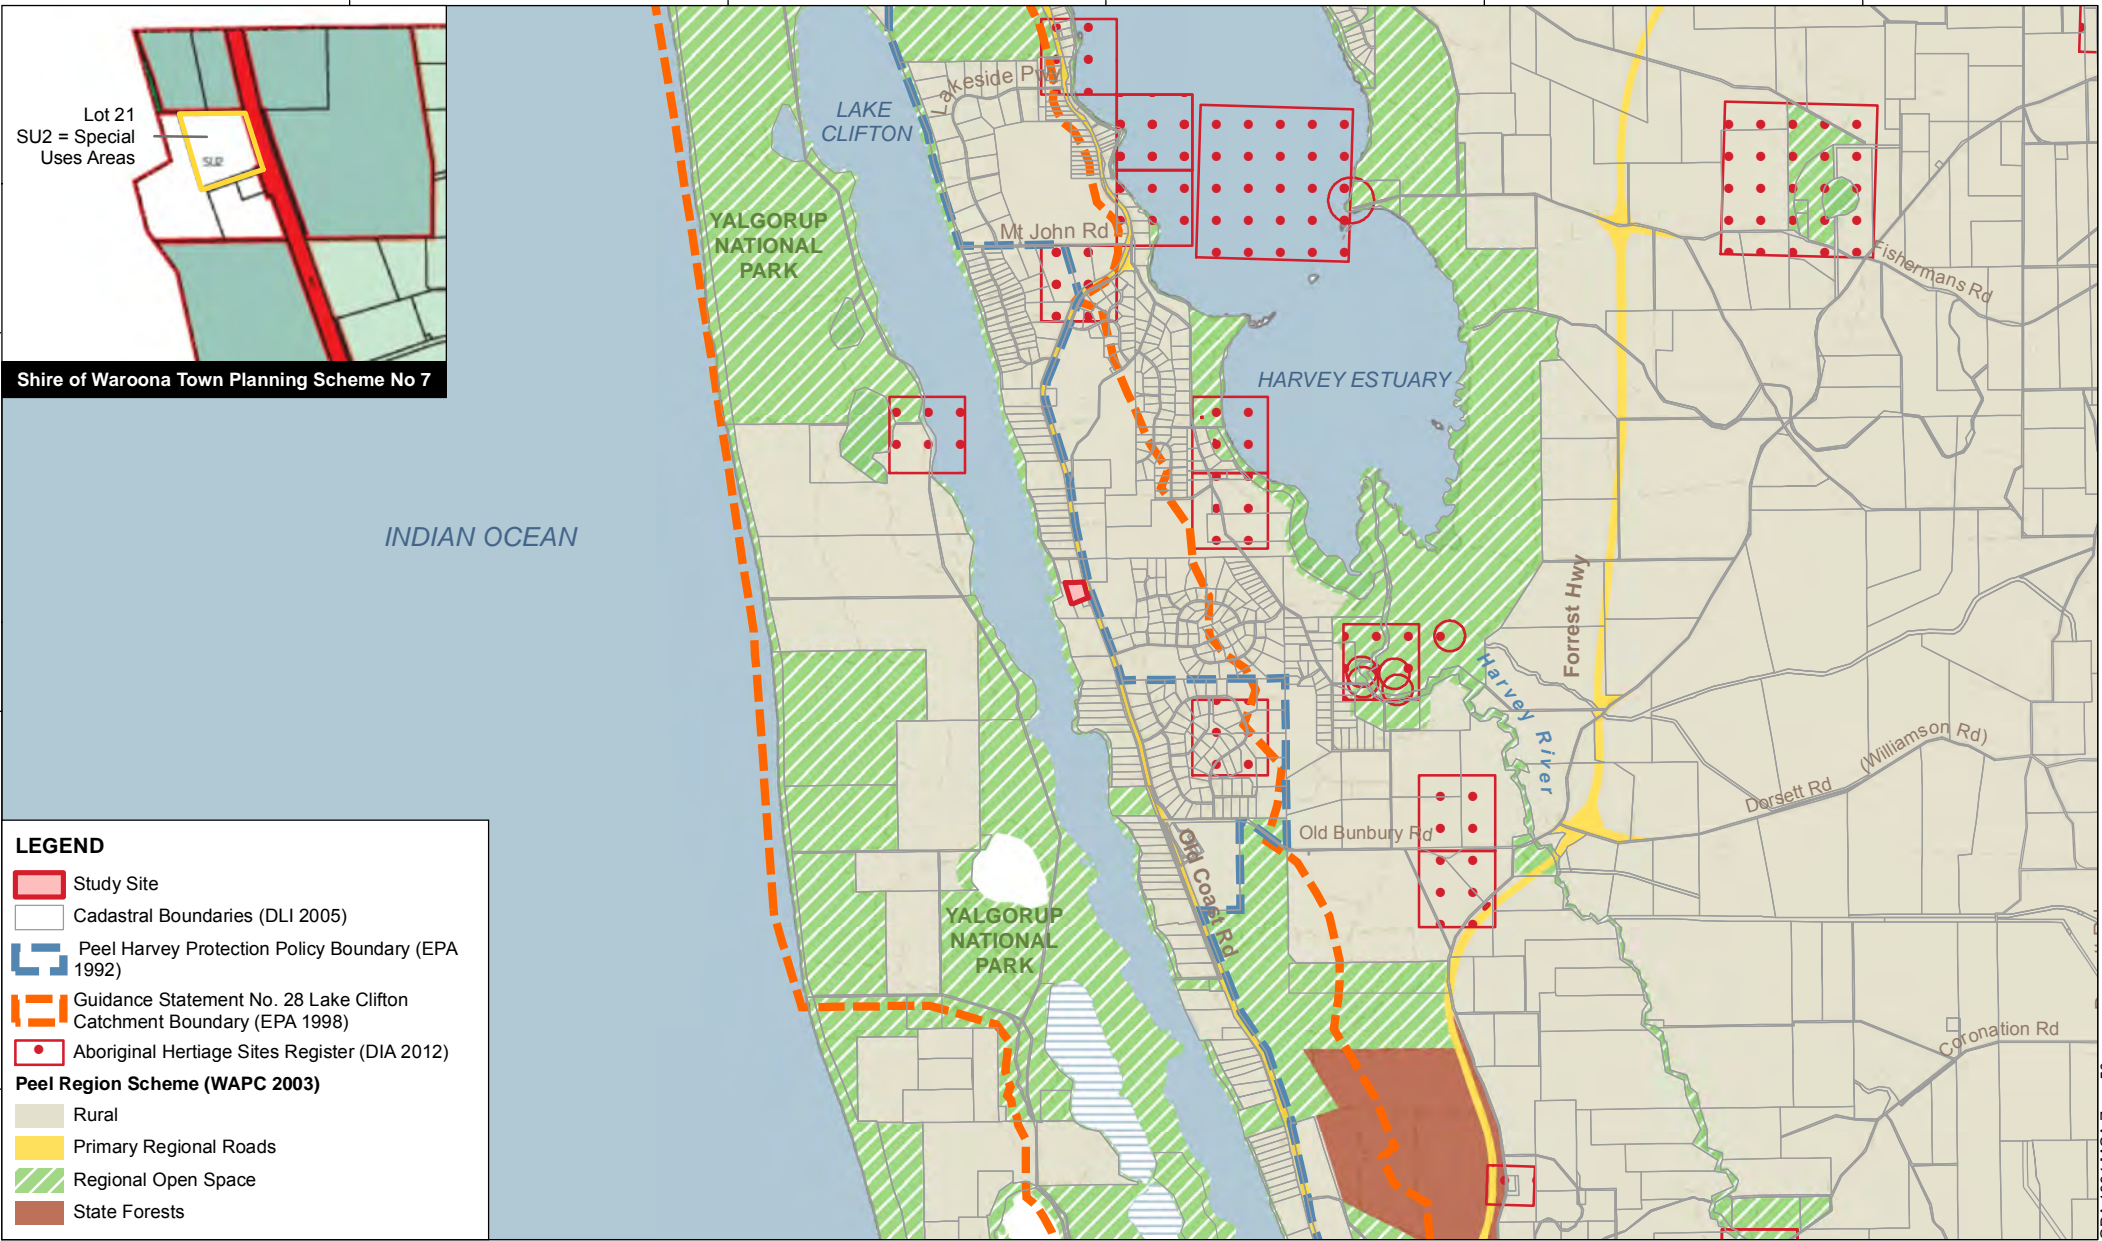 Lot 21
SU2 = Special
Uses Areas
SU2
Shire of Waroona Town Planning Scheme No 7
LAKE
CLIFTON
Lakeside Pwy
YALGORUP
NATIONAL
PARK
Mt John Rd
Fishermans Rd
HARVEY ESTUARY
INDIAN OCEAN
Forrest Hwy
Harvey River
(Williamson Rd)
Dorsett Rd
Old Bunbury Rd
Old Coast Rd
YALGORUP
NATIONAL
PARK
Coronation Rd
LEGEND
Study Site
Cadastral Boundaries (DLI 2005)
Peel Harvey Protection Policy Boundary (EPA
1992)
Guidance Statement No. 28 Lake Clifton
Catchment Boundary (EPA 1998)
Aboriginal Hertiage Sites Register (DIA 2012)
Peel Region Scheme (WAPC 2003)
Rural
Primary Regional Roads
Regional Open Space
State Forests